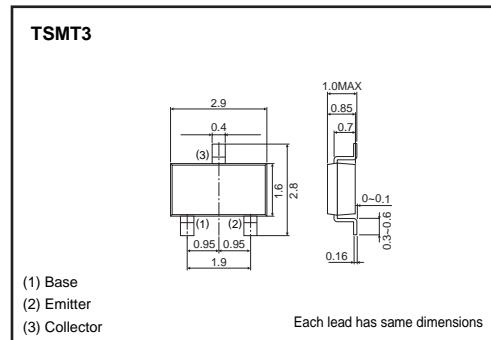 TSMT3
1.0MAX
2.9
0.85
0.4
0.7
(3)
1.6
2.8
0~0.1
(1)
(2)
0.3~0.6
0.95
0.95
0.16
1.9
(1) Base
(2) Emitter
(3) Collector
Each lead has same dimensions